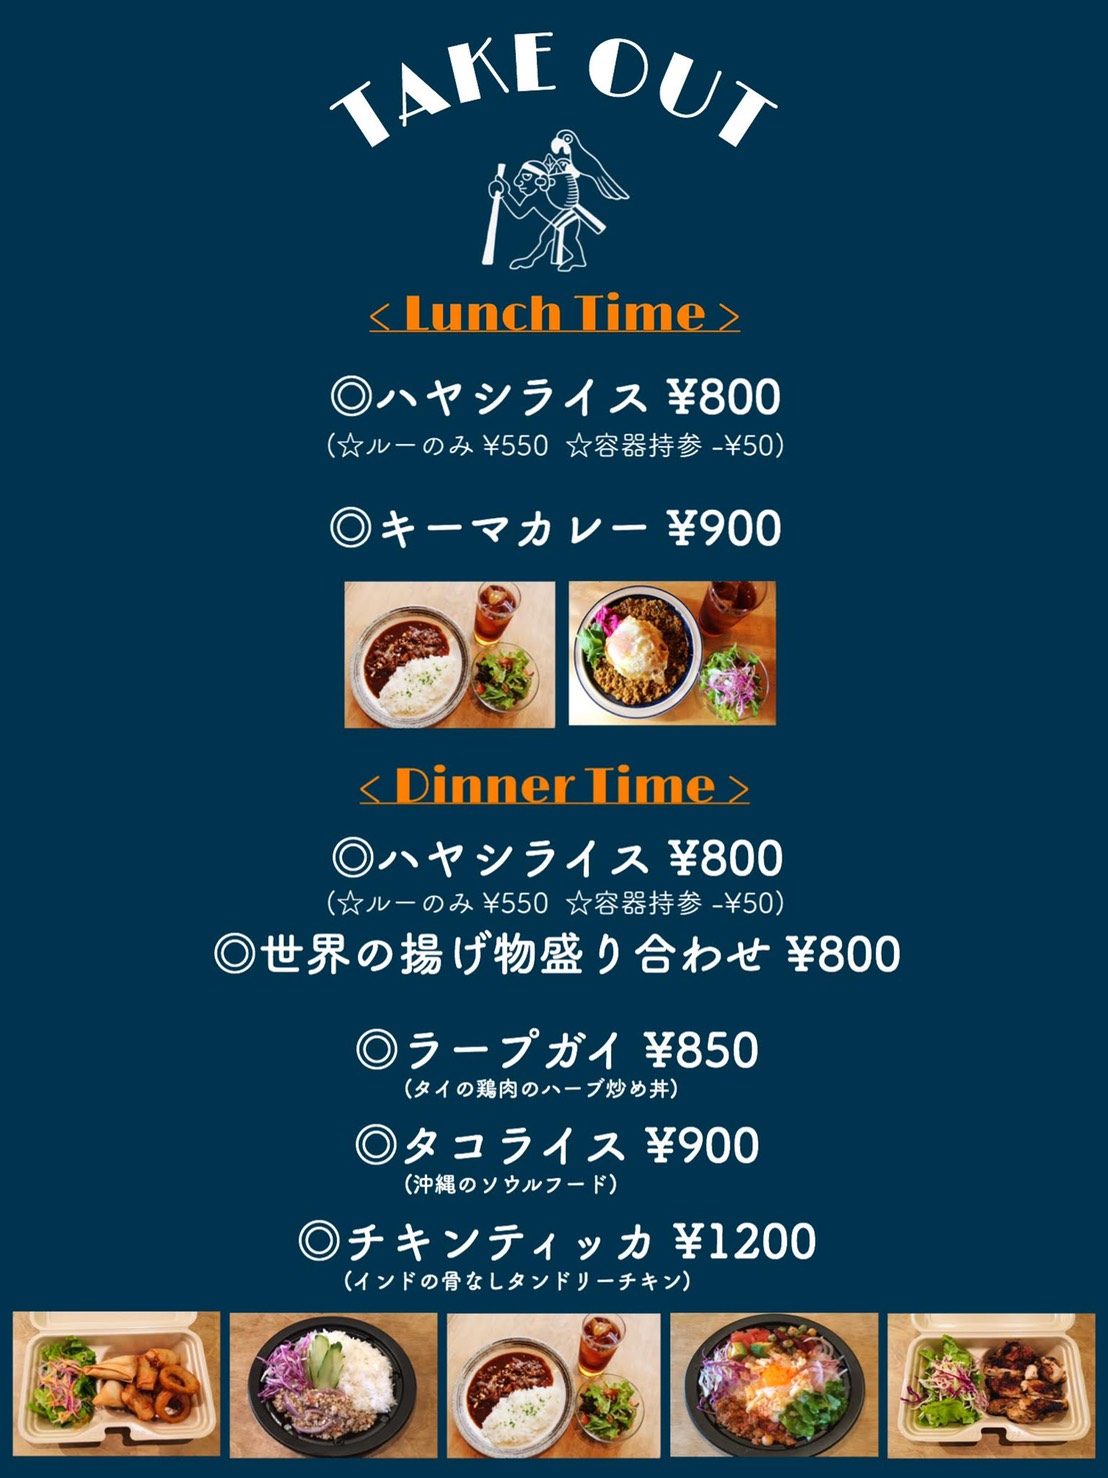 TAKE OUT
< Lunch Time >
◎ハヤシライス ¥800
(☆ルーのみ ¥550 ☆容器持参 -¥50)
◎キーマカレー ¥900
< Dinner Time >
◎ハヤシライス ¥800
(☆ルーのみ ¥550 ☆容器持参 -¥50)
◎世界の揚げ物盛り合わせ ¥800
◎ラープガイ ¥850
(タイの鶏肉のハーブ炒め丼)
◎タコライス ¥900
(沖縄のソウルフード)
◎チキンティッカ ¥1200
(インドの骨なしタンドリーチキン)